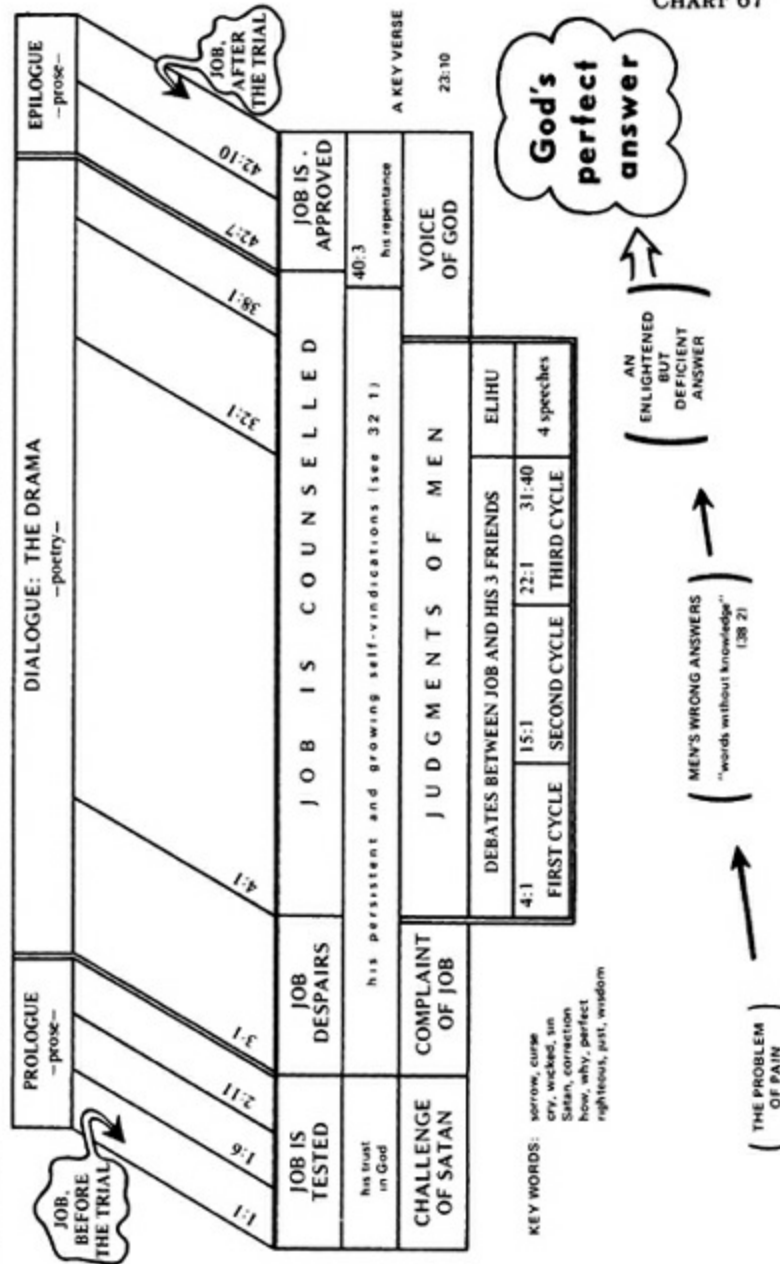 CHART 67
PROLOGUE
—prose—
DIALOGUE: THE DRAMA
—poetry—
EPILOGUE
—prose—
JOB,
BEFORE
THE TRIAL
JOB,
AFTER
THE TRIAL
1:1
1:6
2:11
3:1
4:1
32:1
38:1
42:7
42:10
JOB IS
TESTED
JOB
DESPAIRS
JOB IS COUNSELLED
JOB IS
APPROVED
his trust
in God
his persistent and growing self-vindications (see 32 1)
40:3
his repentance
CHALLENGE
OF SATAN
COMPLAINT
OF JOB
JUDGMENTS OF MEN
VOICE
OF GOD
DEBATES BETWEEN JOB AND HIS 3 FRIENDS
ELIHU
4:1
15:1
22:1 31:40
4 speeches
FIRST CYCLE
SECOND CYCLE
THIRD CYCLE
A KEY VERSE
23:10
KEY WORDS:
sorrow, curse
cry, wicked, sin
Satan, correction
how, why, perfect
righteous, just, wisdom
THE PROBLEM
OF PAIN
MEN'S WRONG ANSWERS
"words without knowledge"
(38 2)
AN
ENLIGHTENED
BUT
DEFICIENT
ANSWER
God's
perfect
answer